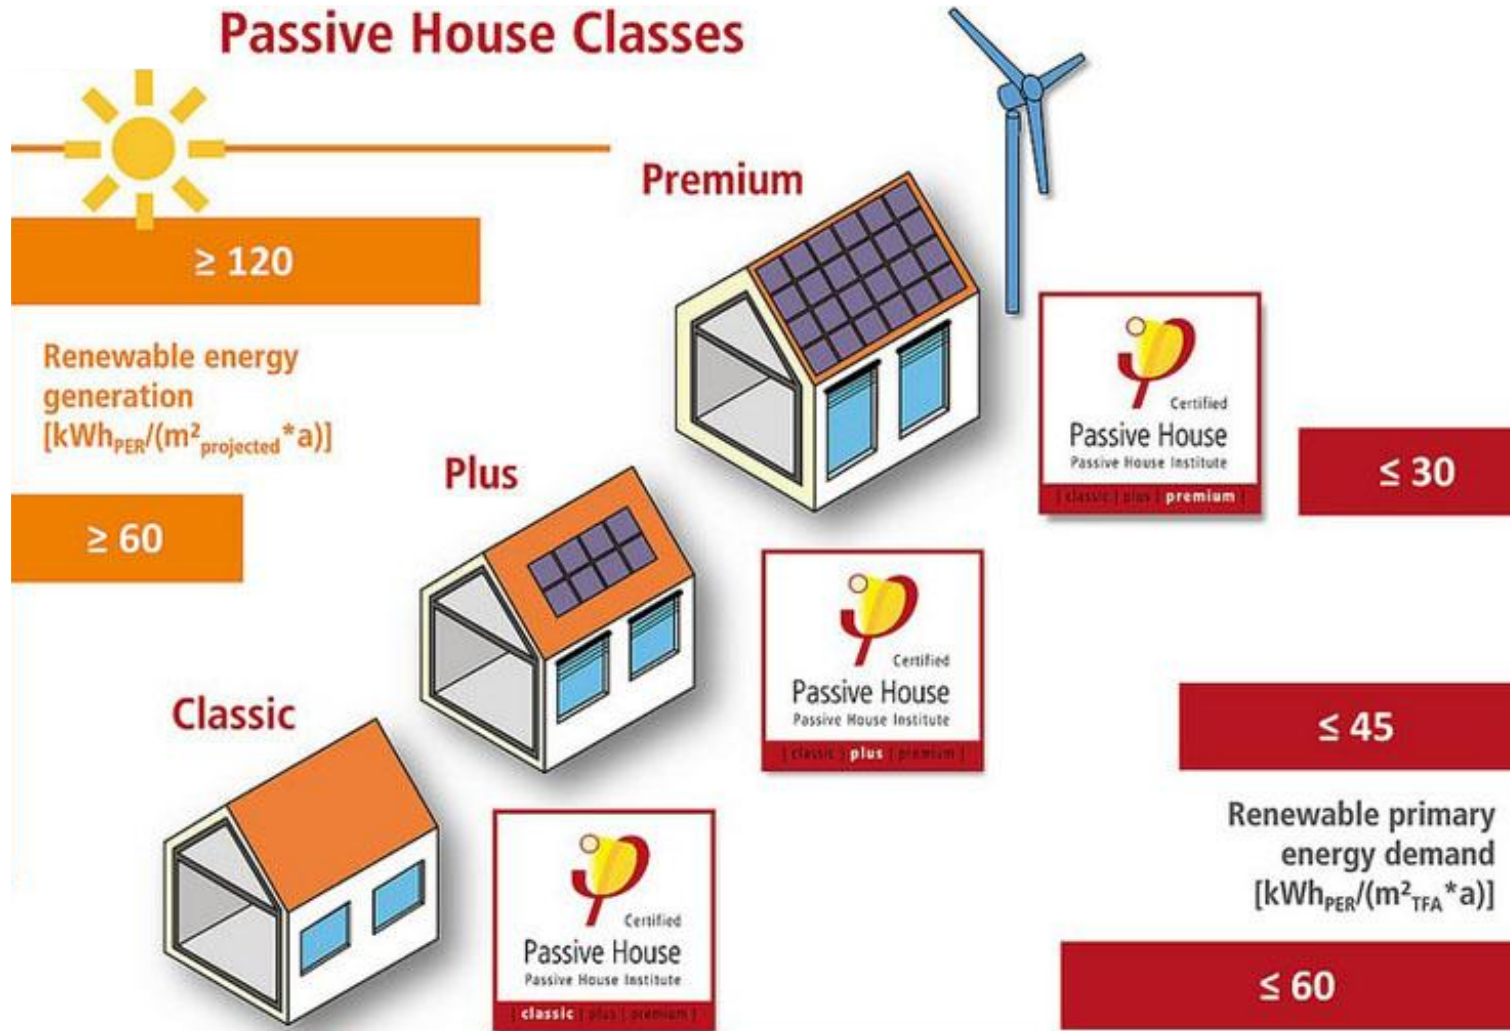 Passive House Classes
Premium
≥ 120
Renewable energy
generation
[kWhPER/(m²projected*a)]
Certified
Passive House
Passive House Institute
[ classic | plus | premium ]
≤ 30
Plus
≥ 60
Certified
Passive House
Passive House Institute
[ classic | plus | premium ]
≤ 45
Renewable primary
energy demand
[kWhPER/(m²TFA*a)]
Classic
Certified
Passive House
Passive House Institute
[ classic | plus | premium ]
≤ 60